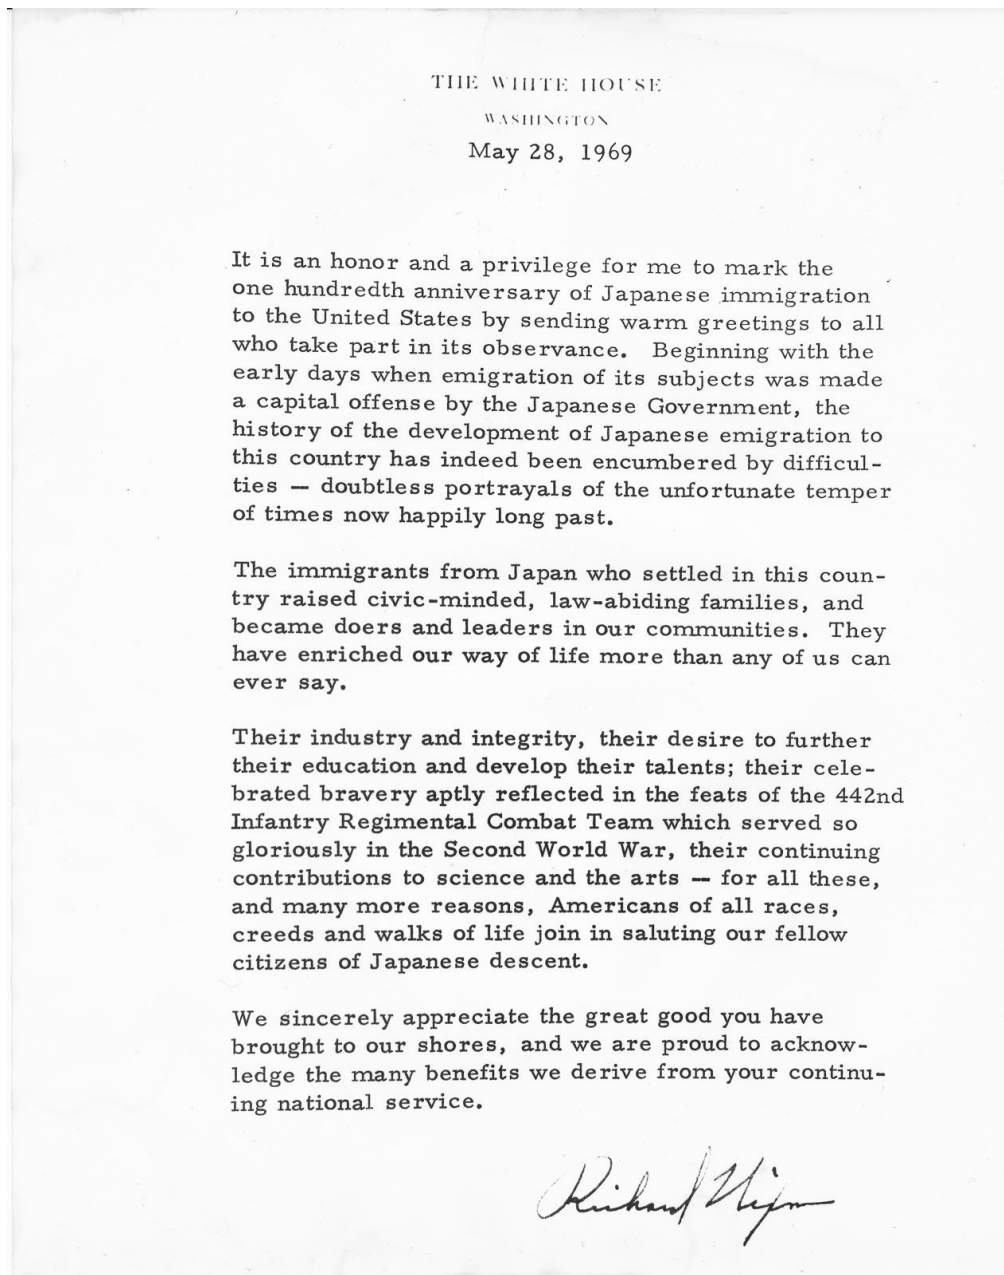 THE WHITE HOUSE
WASHINGTON
May 28, 1969
It is an honor and a privilege for me to mark the
one hundredth anniversary of Japanese immigration
to the United States by sending warm greetings to all
who take part in its observance. Beginning with the
early days when emigration of its subjects was made
a capital offense by the Japanese Government, the
history of the development of Japanese emigration to
this country has indeed been encumbered by difficul-
ties — doubtless portrayals of the unfortunate temper
of times now happily long past.
The immigrants from Japan who settled in this coun-
try raised civic-minded, law-abiding families, and
became doers and leaders in our communities. They
have enriched our way of life more than any of us can
ever say.
Their industry and integrity, their desire to further
their education and develop their talents; their cele-
brated bravery aptly reflected in the feats of the 442nd
Infantry Regimental Combat Team which served so
gloriously in the Second World War, their continuing
contributions to science and the arts — for all these,
and many more reasons, Americans of all races,
creeds and walks of life join in saluting our fellow
citizens of Japanese descent.
We sincerely appreciate the great good you have
brought to our shores, and we are proud to acknow-
ledge the many benefits we derive from your continu-
ing national service.
Richard Nixon